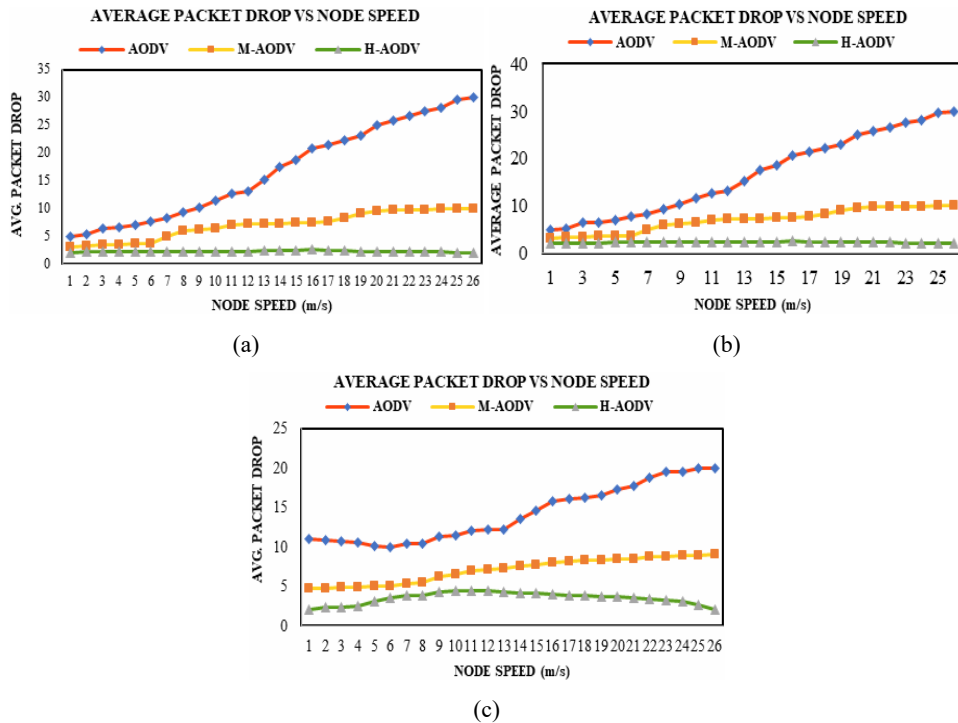 AVERAGE PACKET DROP VS NODE SPEED
AODV M-AODV H-AODV
AVG. PACKET DROP
35
30
25
20
15
10
5
0
1 2 3 4 5 6 7 8 9 10 11 12 13 14 15 16 17 18 19 20 21 22 23 24 25 26
NODE SPEED (m/s)
(a)
AVERAGE PACKET DROP VS NODE SPEED
AODV M-AODV H-AODV
AVERAGE PACKET DROP
40
30
20
10
0
1 3 5 7 9 11 13 15 17 19 21 23 25
NODE SPEED (m/s)
(b)
AVERAGE PACKET DROP VS NODE SPEED
AODV M-AODV H-AODV
AVG. PACKET DROP
25
20
15
10
5
0
1 2 3 4 5 6 7 8 9 10 11 12 13 14 15 16 17 18 19 20 21 22 23 24 25 26
NODE SPEED (m/s)
(c)